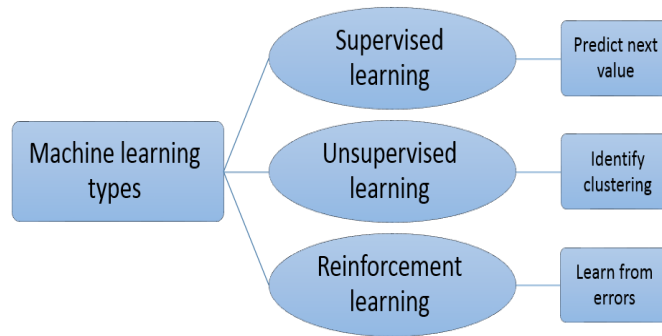 Machine learning
types
Supervised
learning
Predict next
value
Unsupervised
learning
Identify
clustering
Reinforcement
learning
Learn from
errors